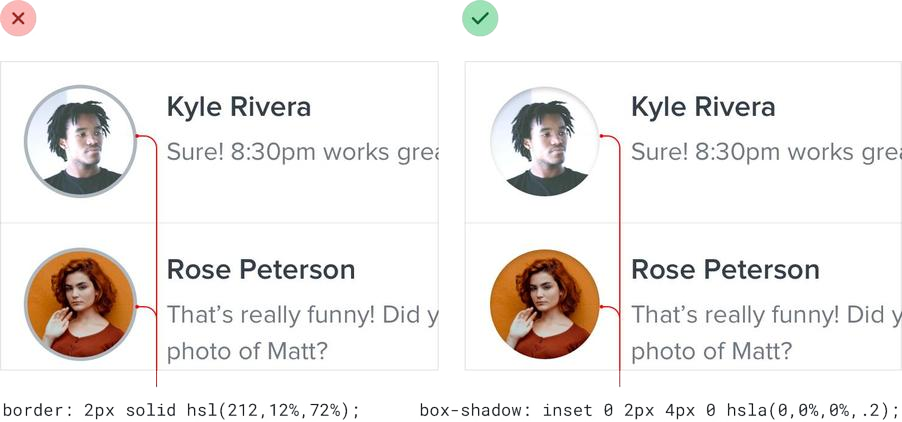 Kyle Rivera
Sure! 8:30pm works grea
Rose Peterson
That's really funny! Did y
photo of Matt?
border: 2px solid hsl(212,12%,72%);
Kyle Rivera
Sure! 8:30pm works grea
Rose Peterson
That's really funny! Did y
photo of Matt?
box-shadow: inset 0 2px 4px 0 hsla(0,0%,0%,.2);